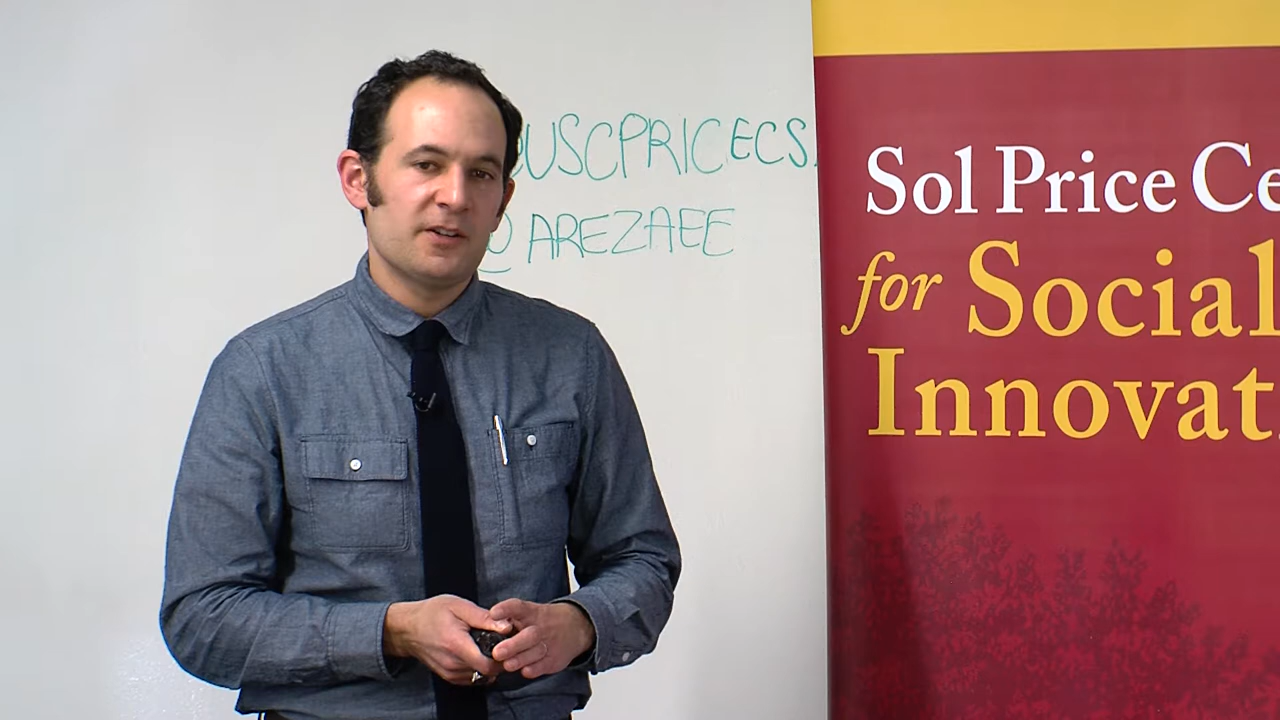 @USCPRICECS
@AREZAEE
Sol Price Ce
for Social
Innovat